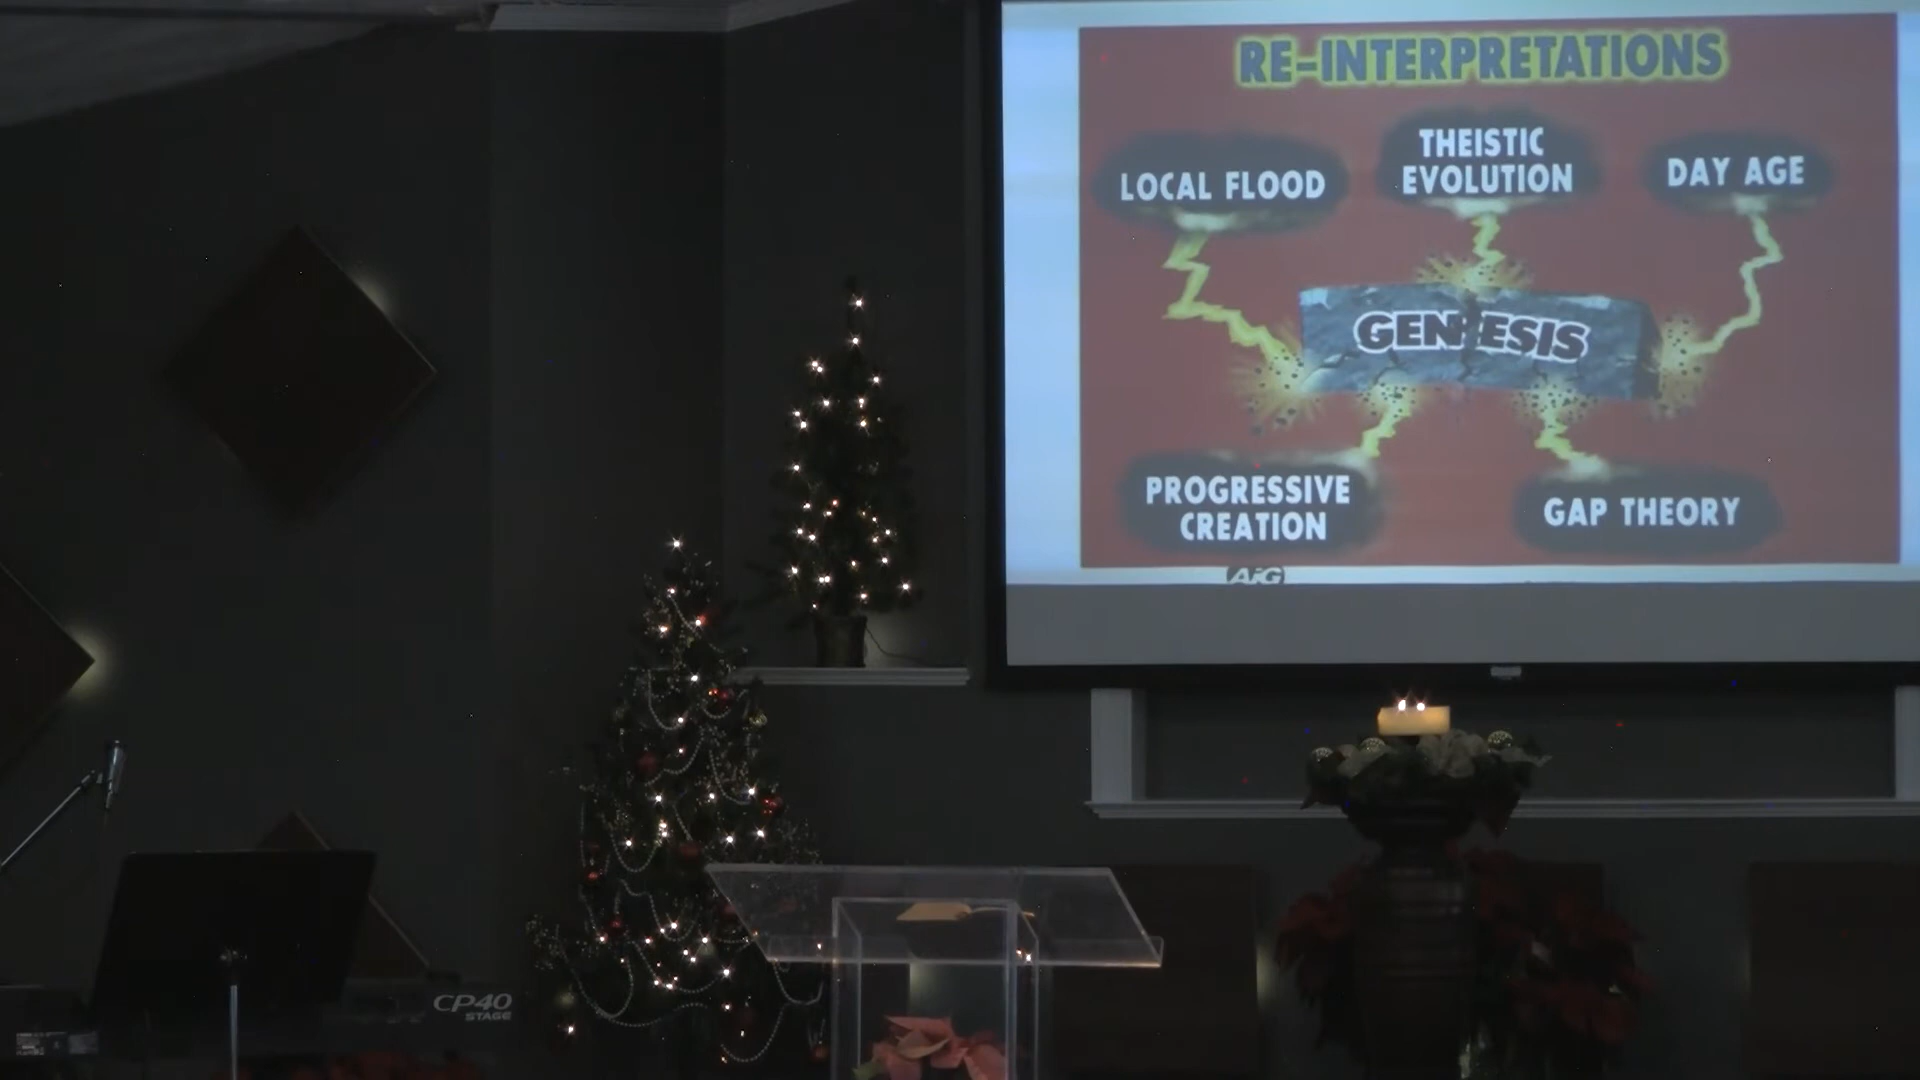 RE-INTERPRETATIONS
LOCAL FLOOD
THEISTIC
EVOLUTION
DAY AGE
GENESIS
PROGRESSIVE
CREATION
GAP THEORY
AiG
CP40
STAGE